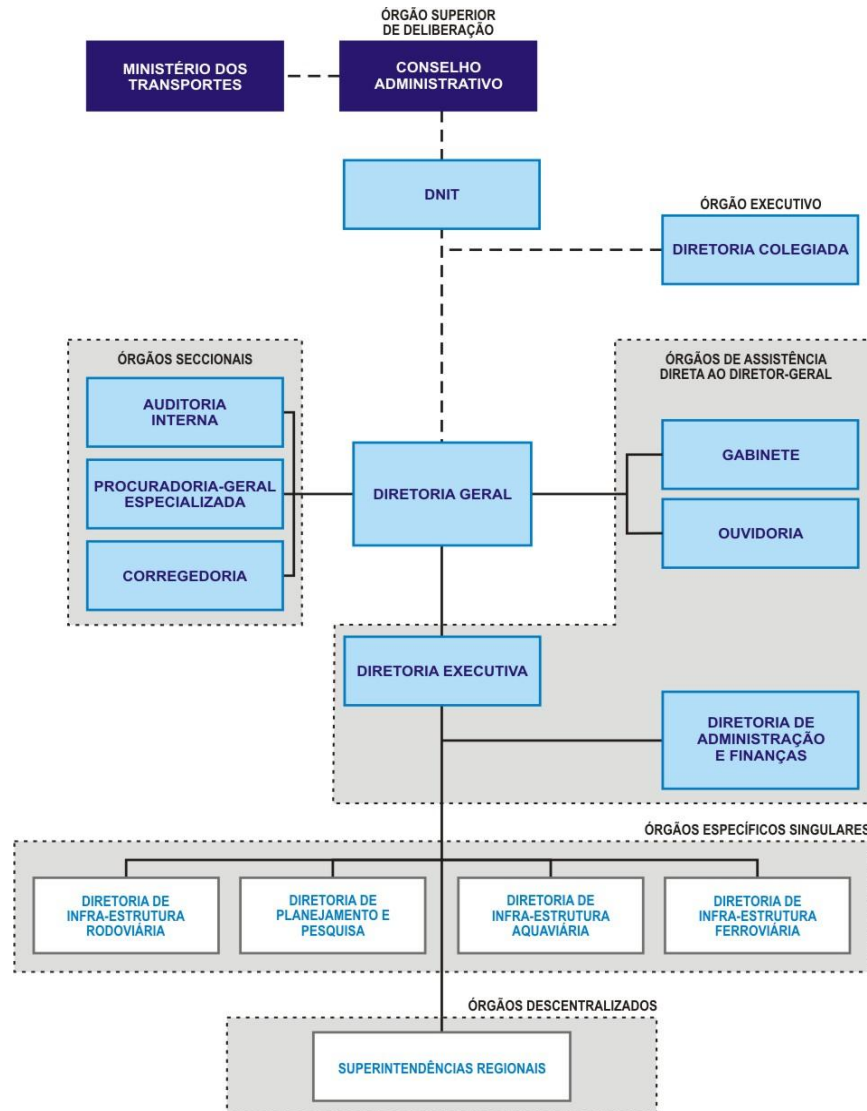 ÓRGÃO SUPERIOR
DE DELIBERAÇÃO
MINISTÉRIO DOS
TRANSPORTES
CONSELHO
ADMINISTRATIVO
DNIT
ÓRGÃO EXECUTIVO
DIRETORIA COLEGIADA
ÓRGÃOS SECCIONAIS
AUDITORIA
INTERNA
PROCURADORIA-GERAL
ESPECIALIZADA
CORREGEDORIA
DIRETORIA GERAL
ÓRGÃOS DE ASSISTÊNCIA
DIRETA AO DIRETOR-GERAL
GABINETE
OUVIDORIA
DIRETORIA EXECUTIVA
DIRETORIA DE
ADMINISTRAÇÃO
E FINANÇAS
ÓRGÃOS ESPECÍFICOS SINGULARES
DIRETORIA DE
INFRA-ESTRUTURA
RODOVIÁRIA
DIRETORIA DE
PLANEJAMENTO E
PESQUISA
DIRETORIA DE
INFRA-ESTRUTURA
AQUAVIÁRIA
DIRETORIA DE
INFRA-ESTRUTURA
FERROVIÁRIA
ÓRGÃOS DESCENTRALIZADOS
SUPERINTENDÊNCIAS REGIONAIS